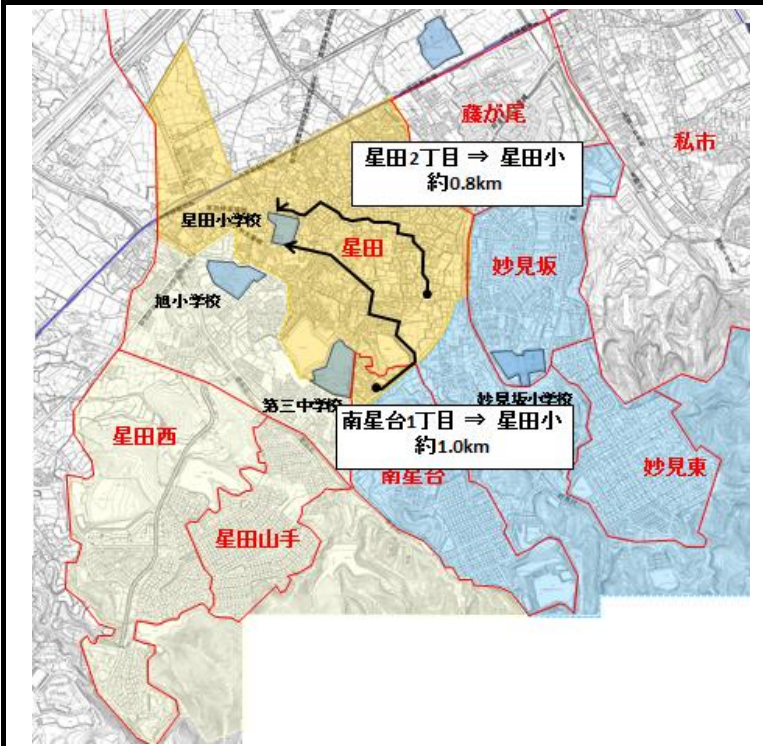 藤が尾
私市
星田2丁目 ⇒ 星田小
約0.8km
星田小学校
星田
妙見坂
旭小学校
第三中学校
妙見坂小学校
南星台1丁目 ⇒ 星田小
約1.0km
星田西
南星台
妙見東
星田山手